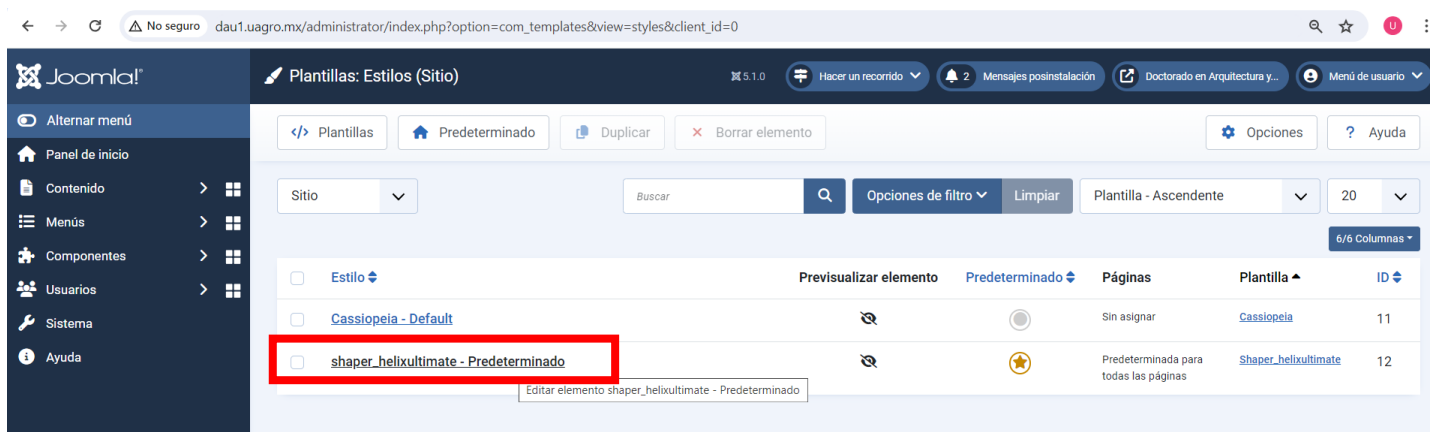 No seguro dau1.uagro.mx/administrator/index.php?option=com_templates&view=styles&client_id=0 U
Joomla!® Plantillas: Estilos (Sitio) 5.1.0 Hacer un recorrido 2 Mensajes posinstalación Doctorado en Arquitectura y... Menú de usuario
Alternar menú
</> Plantillas Predeterminado Duplicar Borrar elemento Opciones ? Ayuda
Panel de inicio
Contenido
Sitio Buscar Opciones de filtro Limpiar Plantilla - Ascendente 20
Menús
6/6 Columnas
Componentes
Estilo Previsualizar elemento Predeterminado Páginas Plantilla ID
Usuarios
Cassiopeia - Default Sin asignar Cassiopeia 11
Sistema
Ayuda
shaper_helixultimate - Predeterminado Predeterminada para Shaper_helixultimate 12
todas las páginas
Editar elemento shaper_helixultimate - Predeterminado